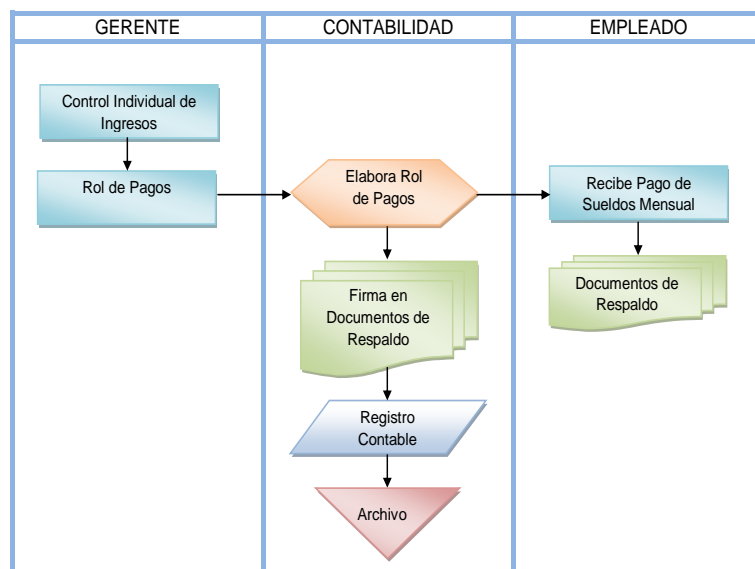 GERENTE
CONTABILIDAD
EMPLEADO
Control Individual de
Ingresos
Rol de Pagos
Elabora Rol
de Pagos
Recibe Pago de
Sueldos Mensual
Firma en
Documentos de
Respaldo
Documentos de
Respaldo
Registro
Contable
Archivo